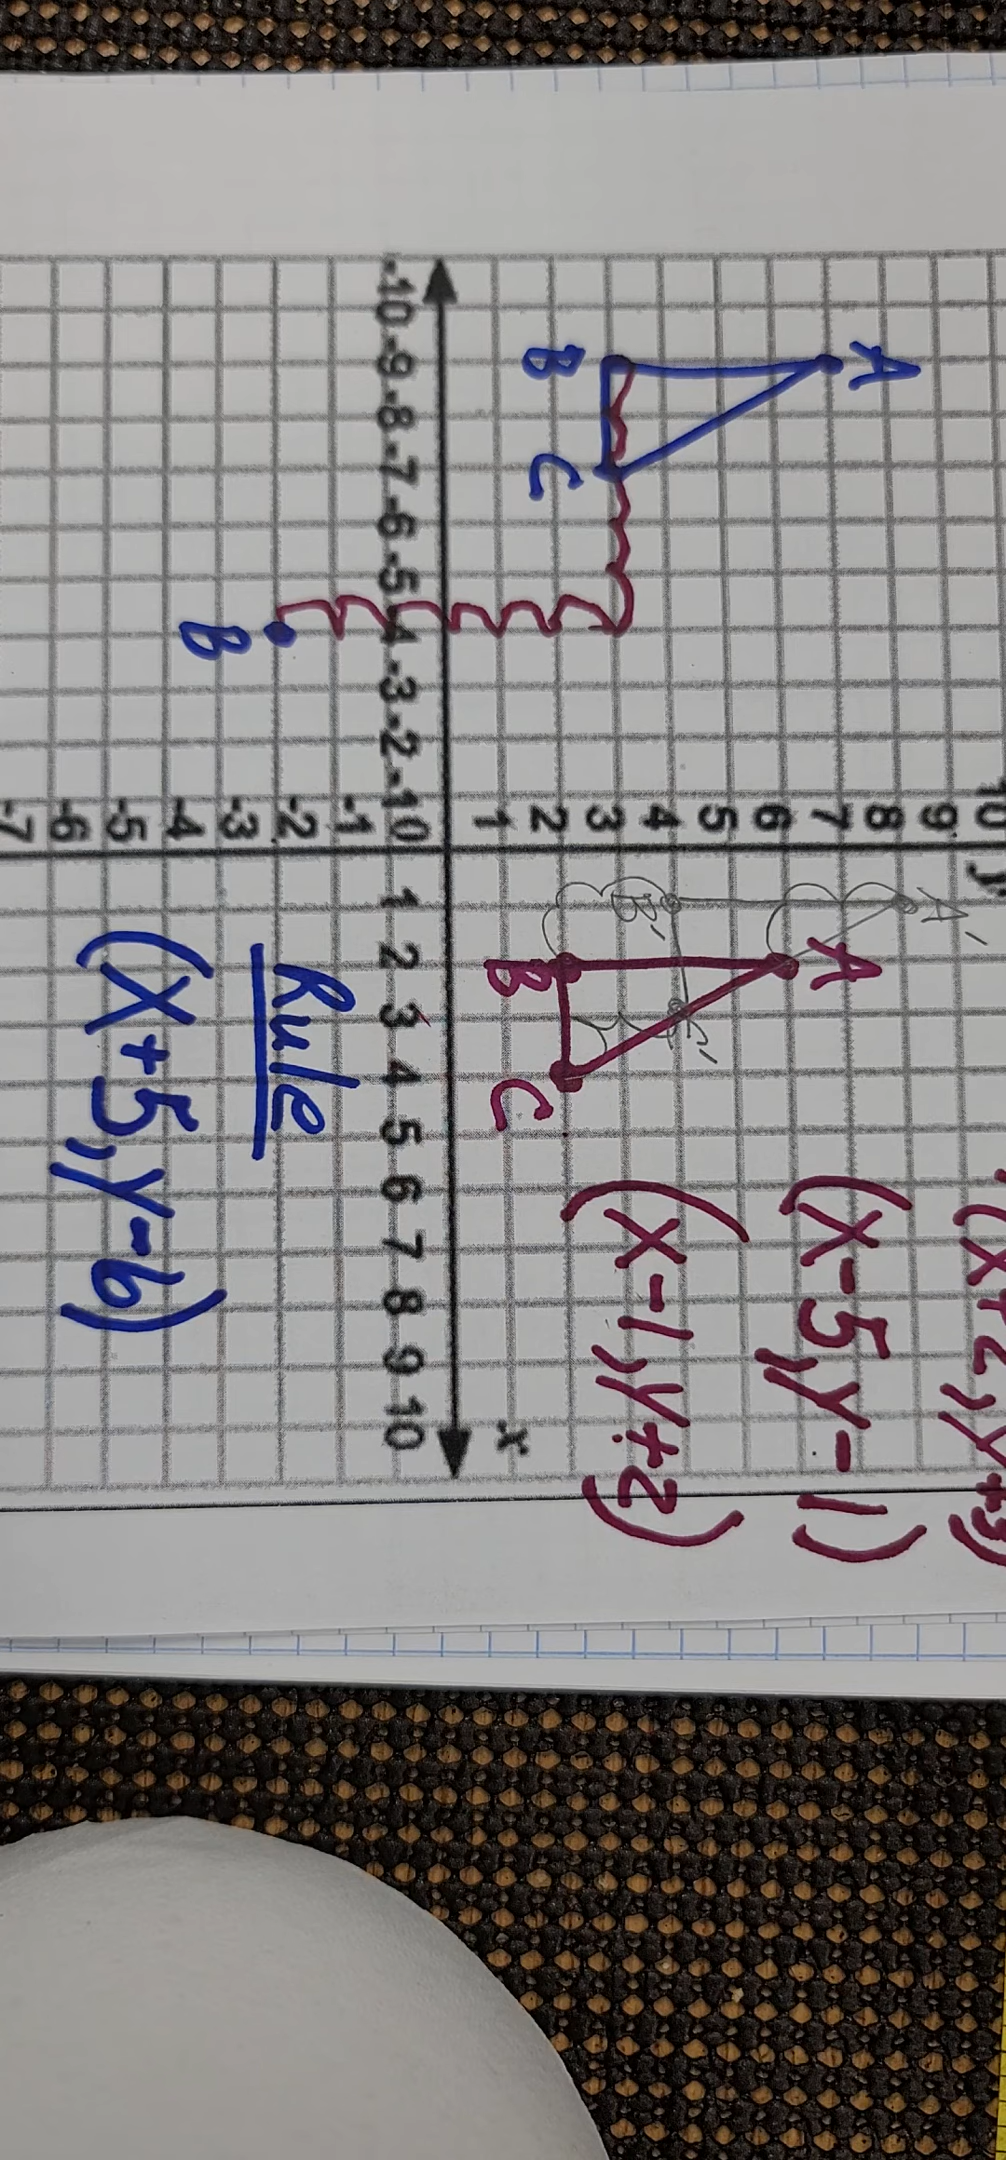 y
10
(x+2,y+3)
9
A'
8
A
A
(x-5,y-1)
7
6
5
4
B'
C'
(x-1,y+2)
3
2
B
C
B
C
1
x
-10 -9 -8 -7 -6 -5 -4 -3 -2 -1 0 1 2 3 4 5 6 7 8 9 10
-1
-2
Rule
-3
B
-4
-5
(x+5,y-6)
-6
-7